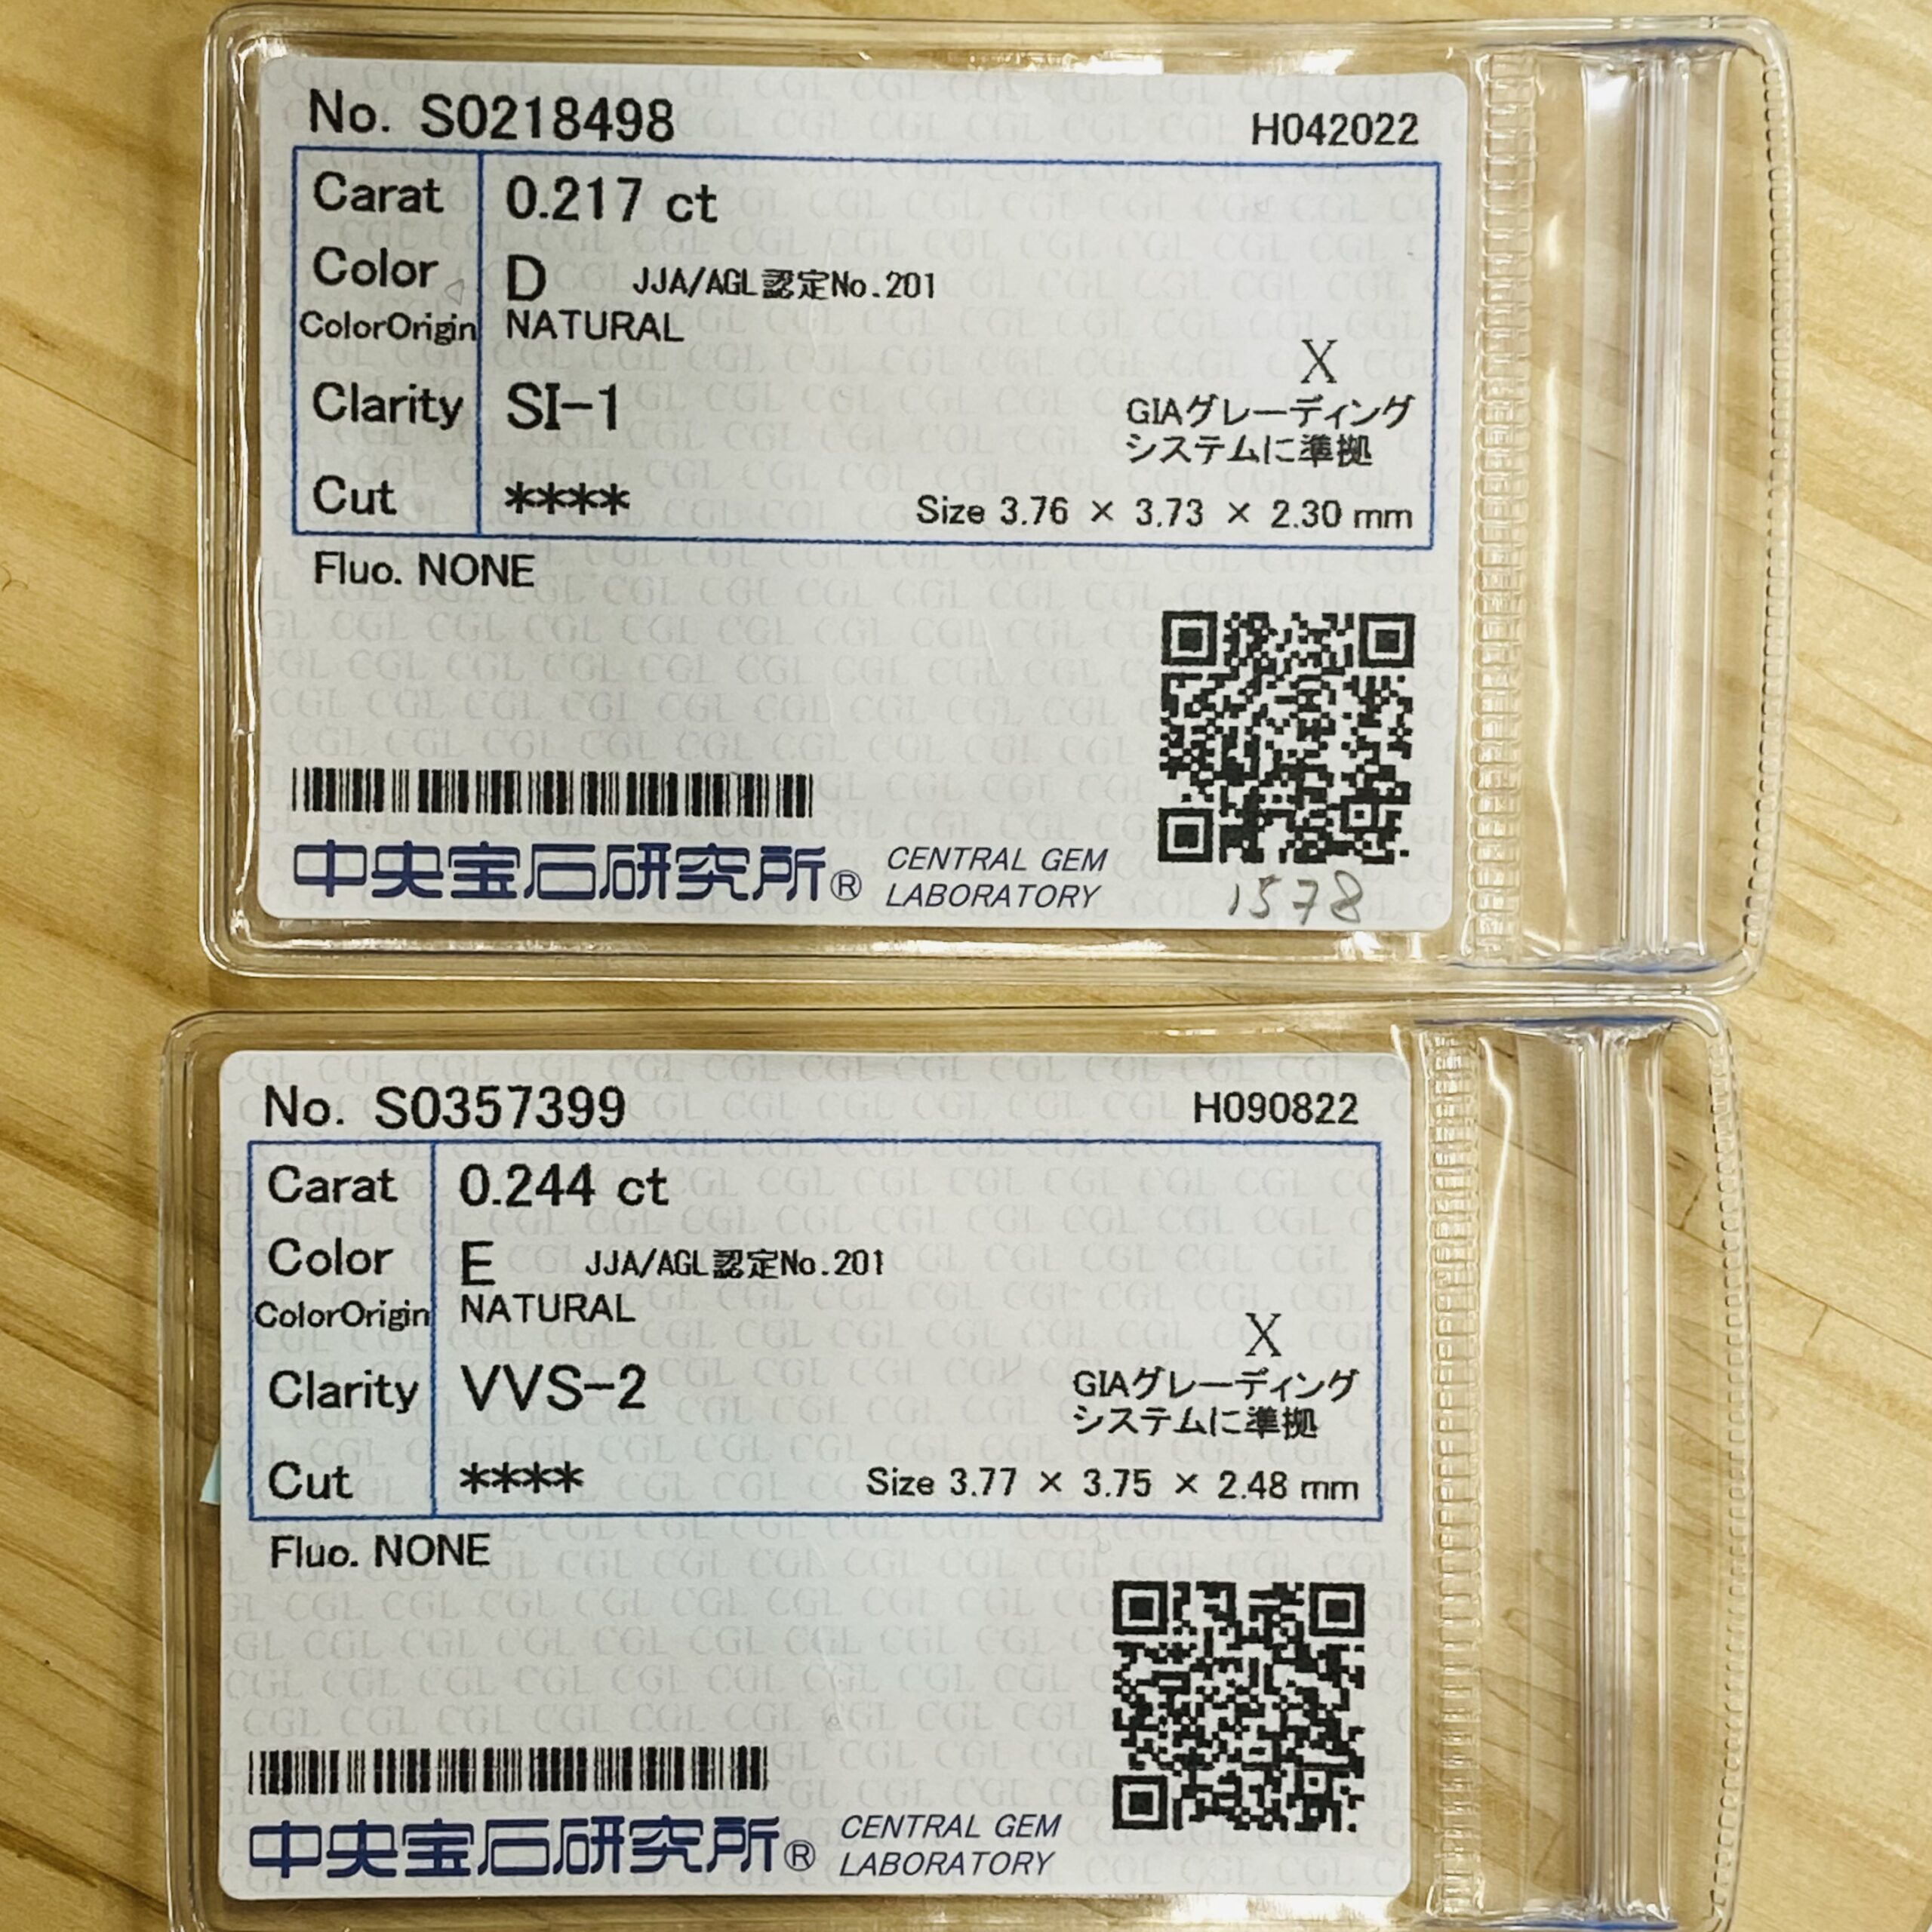 No. S0218498 H042022
Carat 0.217 ct
Color D JJA/AGL認定No.201
ColorOrigin NATURAL
X
Clarity SI-1 GIAグレーディング
システムに準拠
Cut **** Size 3.76 × 3.73 × 2.30 mm
Fluo. NONE
中央宝石研究所® CENTRAL GEM
LABORATORY
1578
No. S0357399 H090822
Carat 0.244 ct
Color E JJA/AGL認定No.201
ColorOrigin NATURAL
X
Clarity VVS-2 GIAグレーディング
システムに準拠
Cut **** Size 3.77 × 3.75 × 2.48 mm
Fluo. NONE
中央宝石研究所® CENTRAL GEM
LABORATORY